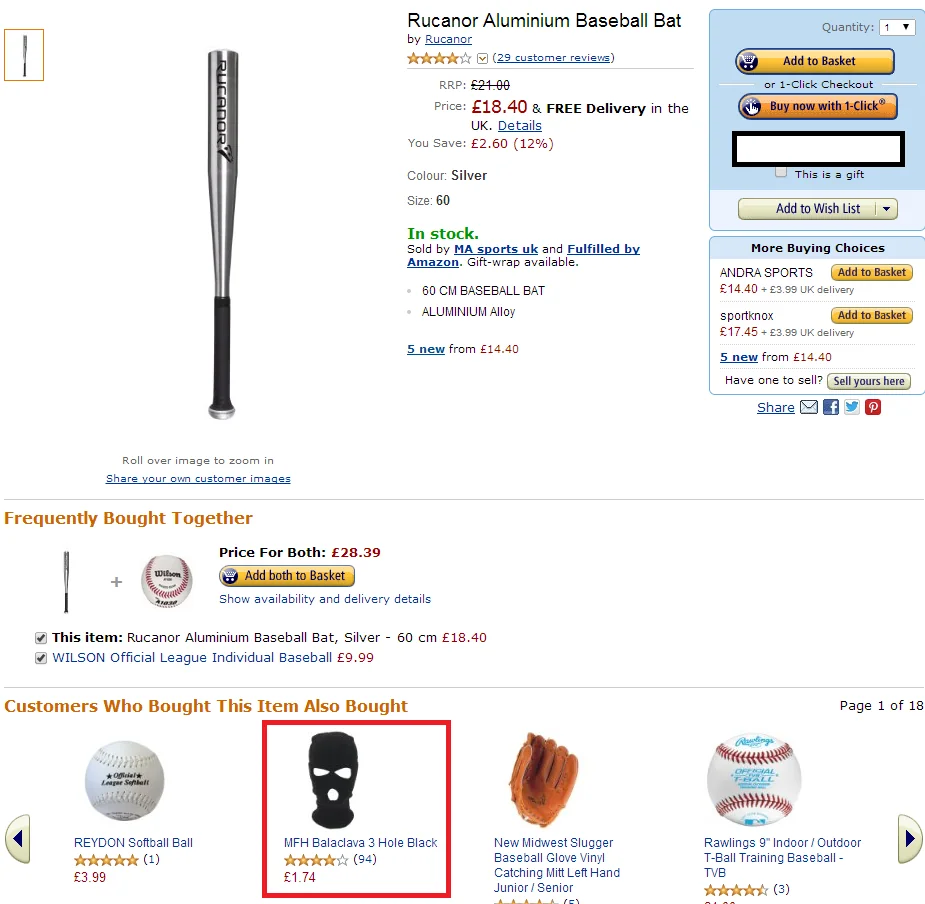 RUCANOR
Rucanor Aluminium Baseball Bat
by Rucanor
(29 customer reviews)
RRP: £21.00
Price: £18.40 & FREE Delivery in the
UK. Details
You Save: £2.60 (12%)
Colour: Silver
Size: 60
In stock.
Sold by MA sports uk and Fulfilled by
Amazon. Gift-wrap available.
60 CM BASEBALL BAT
ALUMINIUM Alloy
5 new from £14.40
Roll over image to zoom in
Share your own customer images
Quantity: 1
Add to Basket
or 1-Click Checkout
Buy now with 1-Click®
This is a gift
Add to Wish List
More Buying Choices
ANDRA SPORTS Add to Basket
£14.40 + £3.99 UK delivery
sportknox Add to Basket
£17.45 + £3.99 UK delivery
5 new from £14.40
Have one to sell? Sell yours here
Share
Frequently Bought Together
Wilson
A1030
+
Price For Both: £28.39
Add both to Basket
Show availability and delivery details
This item: Rucanor Aluminium Baseball Bat, Silver - 60 cm £18.40
WILSON Official League Individual Baseball £9.99
Customers Who Bought This Item Also Bought
Page 1 of 18
Official
League Softball
REYDON Softball Ball
(1)
£3.99
MFH Balaclava 3 Hole Black
(94)
£1.74
New Midwest Slugger
Baseball Glove Vinyl
Catching Mitt Left Hand
Junior / Senior
(5)
Rawlings
OFFICIAL
T-BALL
Rawlings 9" Indoor / Outdoor
T-Ball Training Baseball -
TVB
(3)